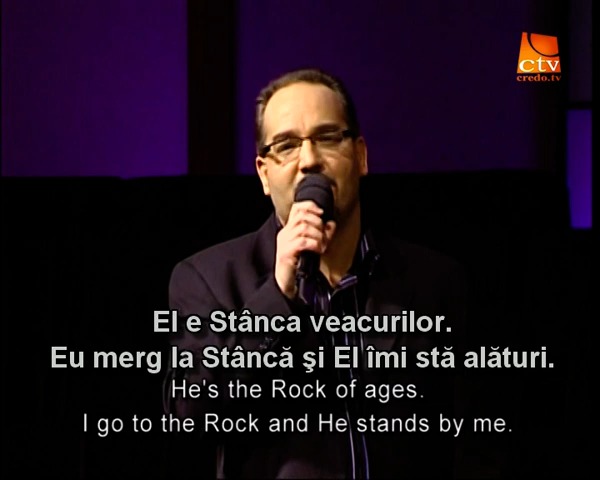 ctv
credo.tv
El e Stânca veacurilor.
Eu merg la Stâncă şi El îmi stă alături.
He's the Rock of ages.
I go to the Rock and He stands by me.